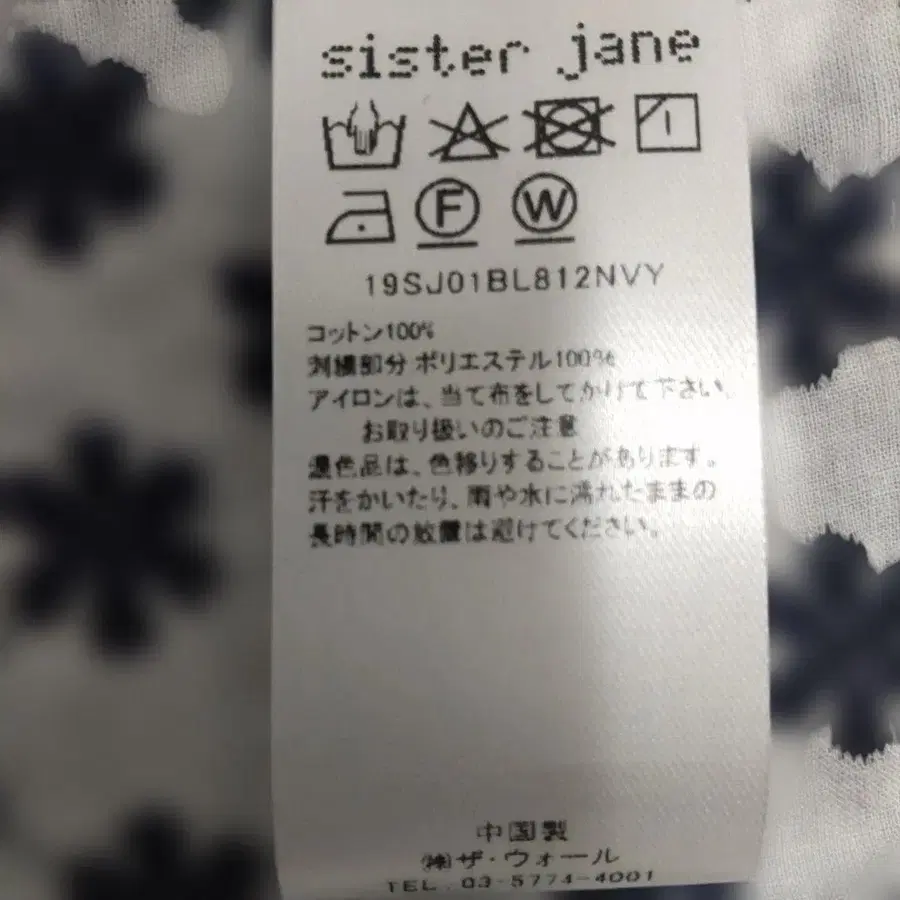 sister jane
F W
19SJ01BL812NVY
コットン100%
刺繍部分 ポリエステル100%
アイロンは、当て布をしてかけて下さい。
お取り扱いのご注意
濃色品は、色移りすることがあります。
汗をかいたり、雨や水に濡れたままの
長時間の放置は避けてください。
中国製
㈱ザ・ウォール
TEL.03-5774-4001